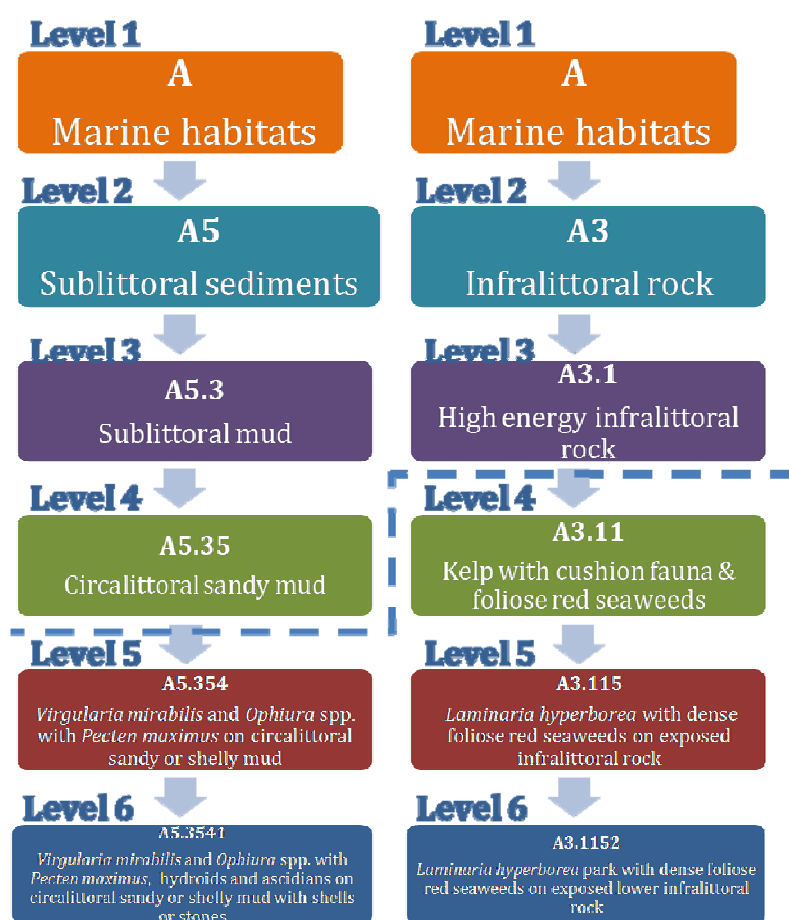 Level 1
A
Marine habitats
Level 2
A5
Sublittoral sediments
Level 3
A5.3
Sublittoral mud
Level 4
A5.35
Circalittoral sandy mud
Level 5
A5.354
Virgularia mirabilis and Ophiura spp.
with Pecten maximus on circalittoral
sandy or shelly mud
Level 6
A5.3541
Virgularia mirabilis and Ophiura spp. with
Pecten maximus, hydroids and ascidians on
circalittoral sandy or shelly mud with shells
or stones
Level 1
A
Marine habitats
Level 2
A3
Infralittoral rock
Level 3
A3.1
High energy infralittoral
rock
Level 4
A3.11
Kelp with cushion fauna &
foliose red seaweeds
Level 5
A3.115
Laminaria hyperborea with dense
foliose red seaweeds on exposed
infralittoral rock
Level 6
A3.1152
Laminaria hyperborea park with dense foliose
red seaweeds on exposed lower infralittoral
rock